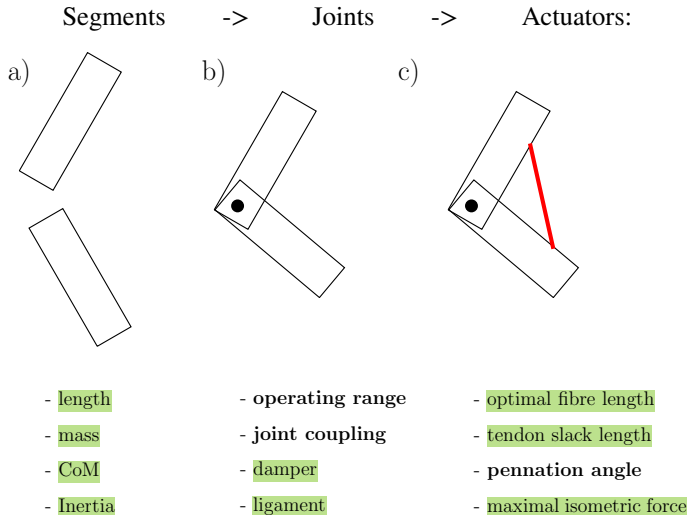 Segments -> Joints -> Actuators:
a) b) c)
- length
- mass
- CoM
- Inertia
- operating range
- joint coupling
- damper
- ligament
- optimal fibre length
- tendon slack length
- pennation angle
- maximal isometric force